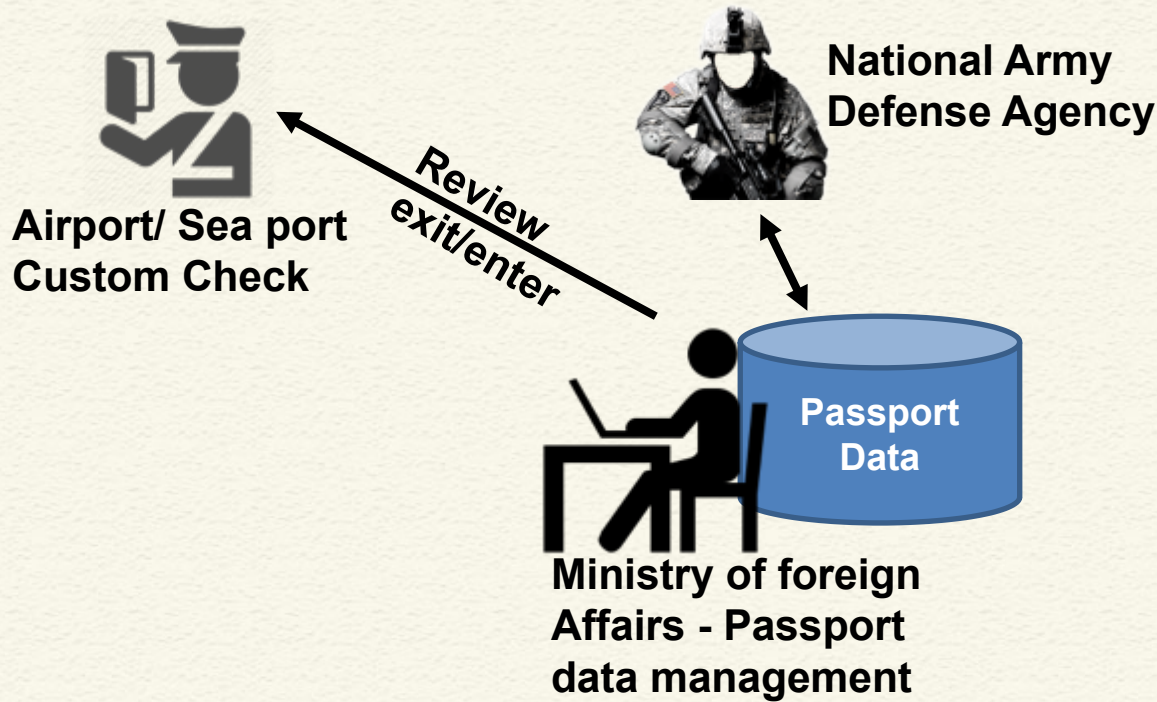 National Army
Defense Agency
Airport/ Sea port
Custom Check
Review
exit/enter
Passport
Data
Ministry of foreign
Affairs - Passport
data management